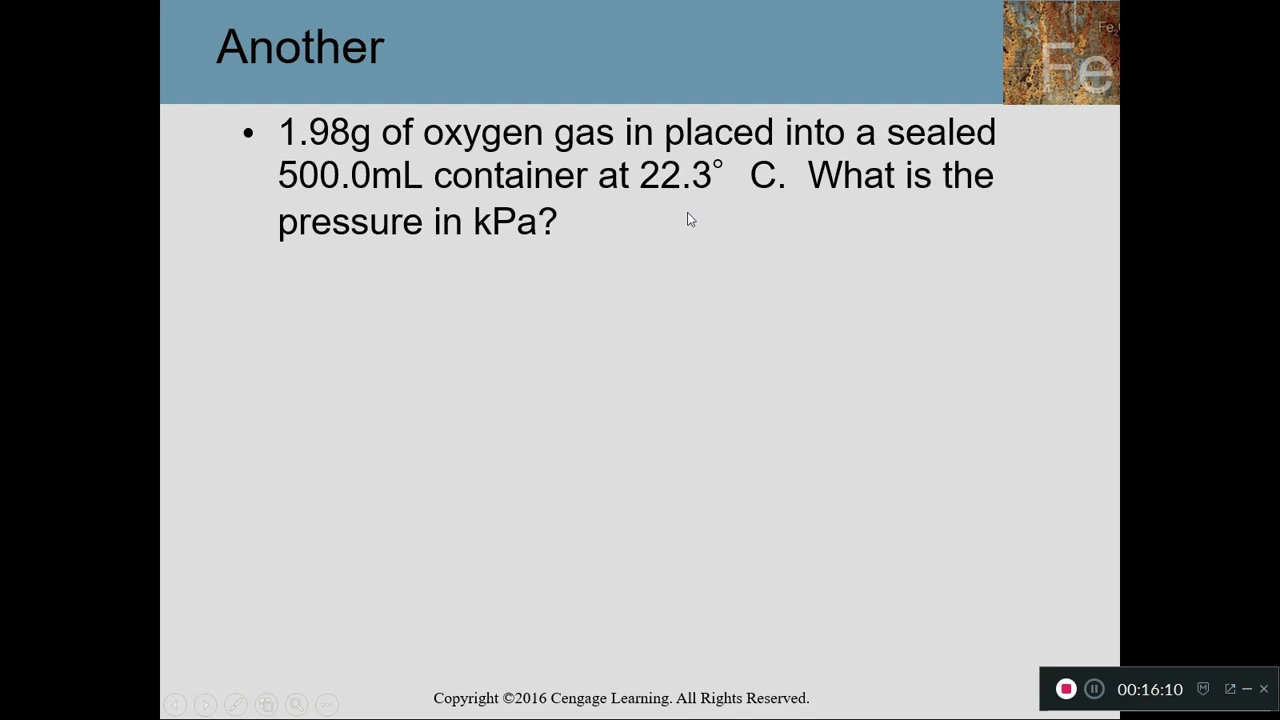 Another
Fe
• 1.98g of oxygen gas in placed into a sealed
500.0mL container at 22.3° C. What is the
pressure in kPa?
Copyright ©2016 Cengage Learning. All Rights Reserved.
00:16:10